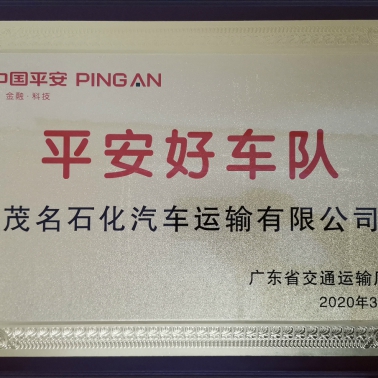 中国平安 PING AN
金融·科技
平安好车队
茂名石化汽车运输有限公司
广东省交通运输
2020年3